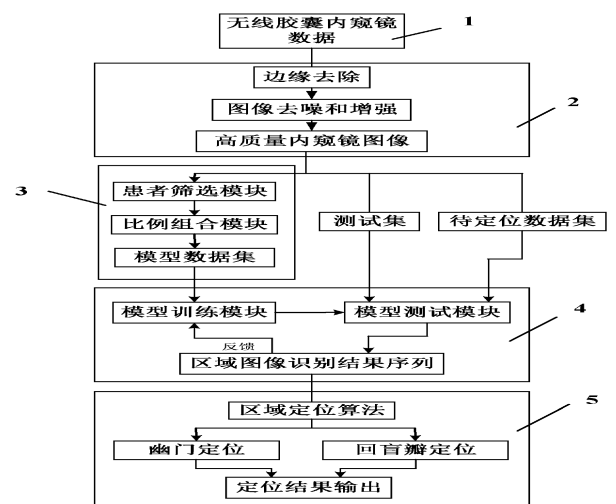 无线胶囊内窥镜
数据
1
边缘去除
图像去噪和增强
高质量内窥镜图像
2
3
患者筛选模块
比例组合模块
模型数据集
测试集
待定位数据集
模型训练模块
模型测试模块
4
反馈
区域图像识别结果序列
区域定位算法
5
幽门定位
回盲瓣定位
定位结果输出